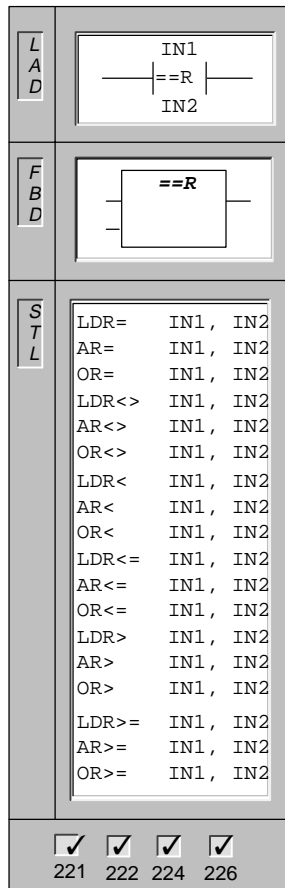 LAD
IN1
==R
IN2
FBD
==R
STL
LDR= IN1, IN2
AR= IN1, IN2
OR= IN1, IN2
LDR<> IN1, IN2
AR<> IN1, IN2
OR<> IN1, IN2
LDR< IN1, IN2
AR< IN1, IN2
OR< IN1, IN2
LDR<= IN1, IN2
AR<= IN1, IN2
OR<= IN1, IN2
LDR> IN1, IN2
AR> IN1, IN2
OR> IN1, IN2
LDR>= IN1, IN2
AR>= IN1, IN2
OR>= IN1, IN2
221 222 224 226